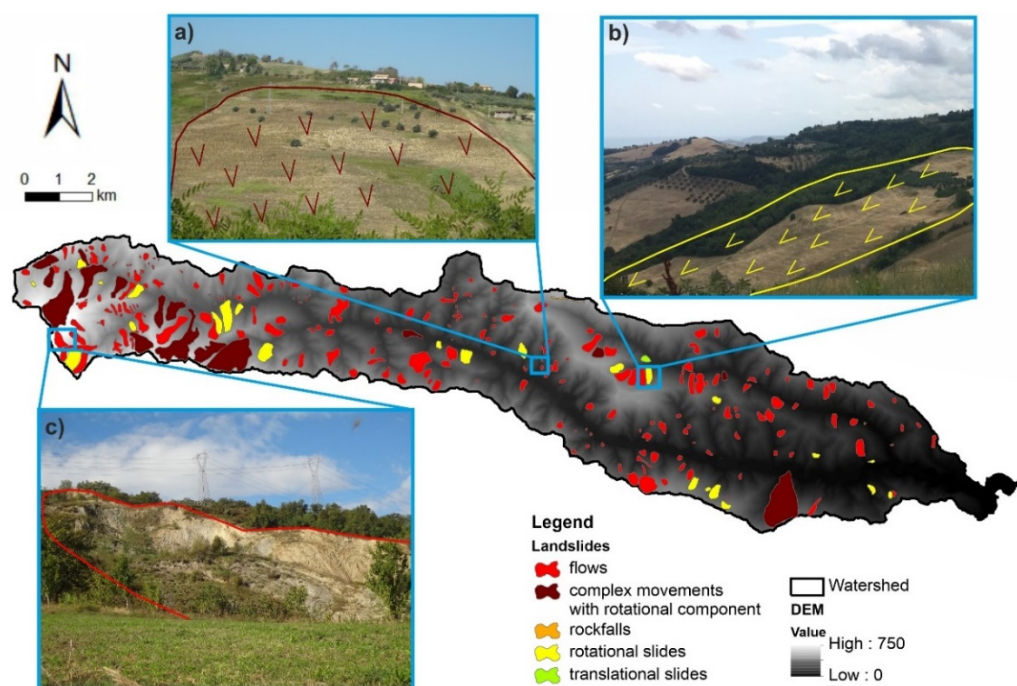 a)
b)
N
0 1 2
km
c)
Legend
Landslides
flows
complex movements
with rotational component
rockfalls
rotational slides
translational slides
Watershed
DEM
Value
High : 750
Low : 0